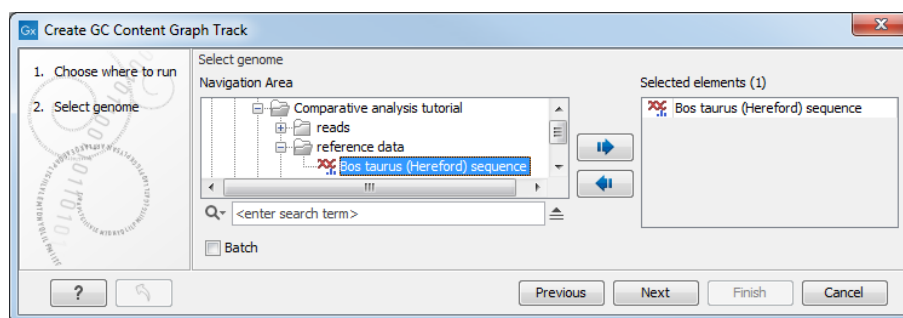 Gx Create GC Content Graph Track
1. Choose where to run
2. Select genome
Select genome
Navigation Area
Comparative analysis tutorial
reads
reference data
Bos taurus (Hereford) sequence
<enter search term>
Batch
Selected elements (1)
Bos taurus (Hereford) sequence
?
Previous
Next
Finish
Cancel